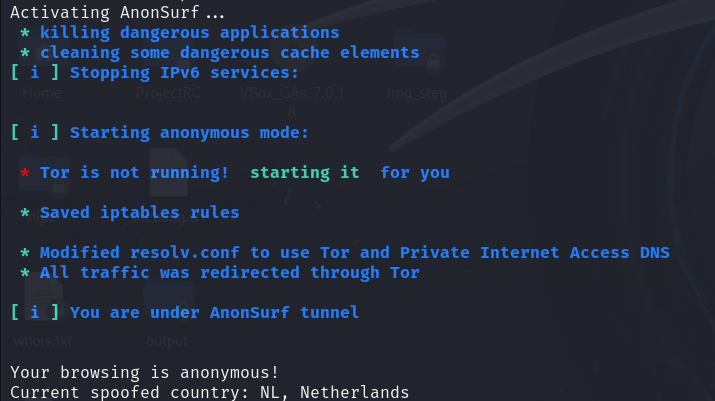 Activating AnonSurf...
* killing dangerous applications
* cleaning some dangerous cache elements
[ i ] Stopping IPv6 services:
Home ProjectRC VBox_GAs_7.0.1 img_steg
8
[ i ] Starting anonymous mode:
* Tor is not running! starting it for you
* Saved iptables rules
* Modified resolv.conf to use Tor and Private Internet Access DNS
* All traffic was redirected through Tor
[ i ] You are under AnonSurf tunnel
whois.txt output
Your browsing is anonymous!
Current spoofed country: NL, Netherlands